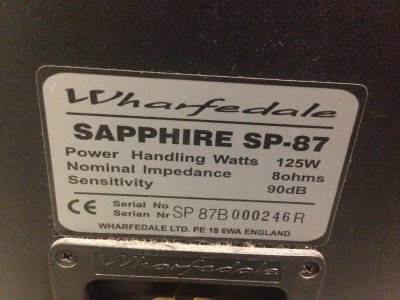 Wharfedale
SAPPHIRE SP-87
Power Handling Watts 125W
Nominal Impedance 8ohms
Sensitivity 90dB
CE Serial No
Serian Nr SP 87B 000246 R
WHARFEDALE LTD. PE 18 6WA ENGLAND
Wharfedale